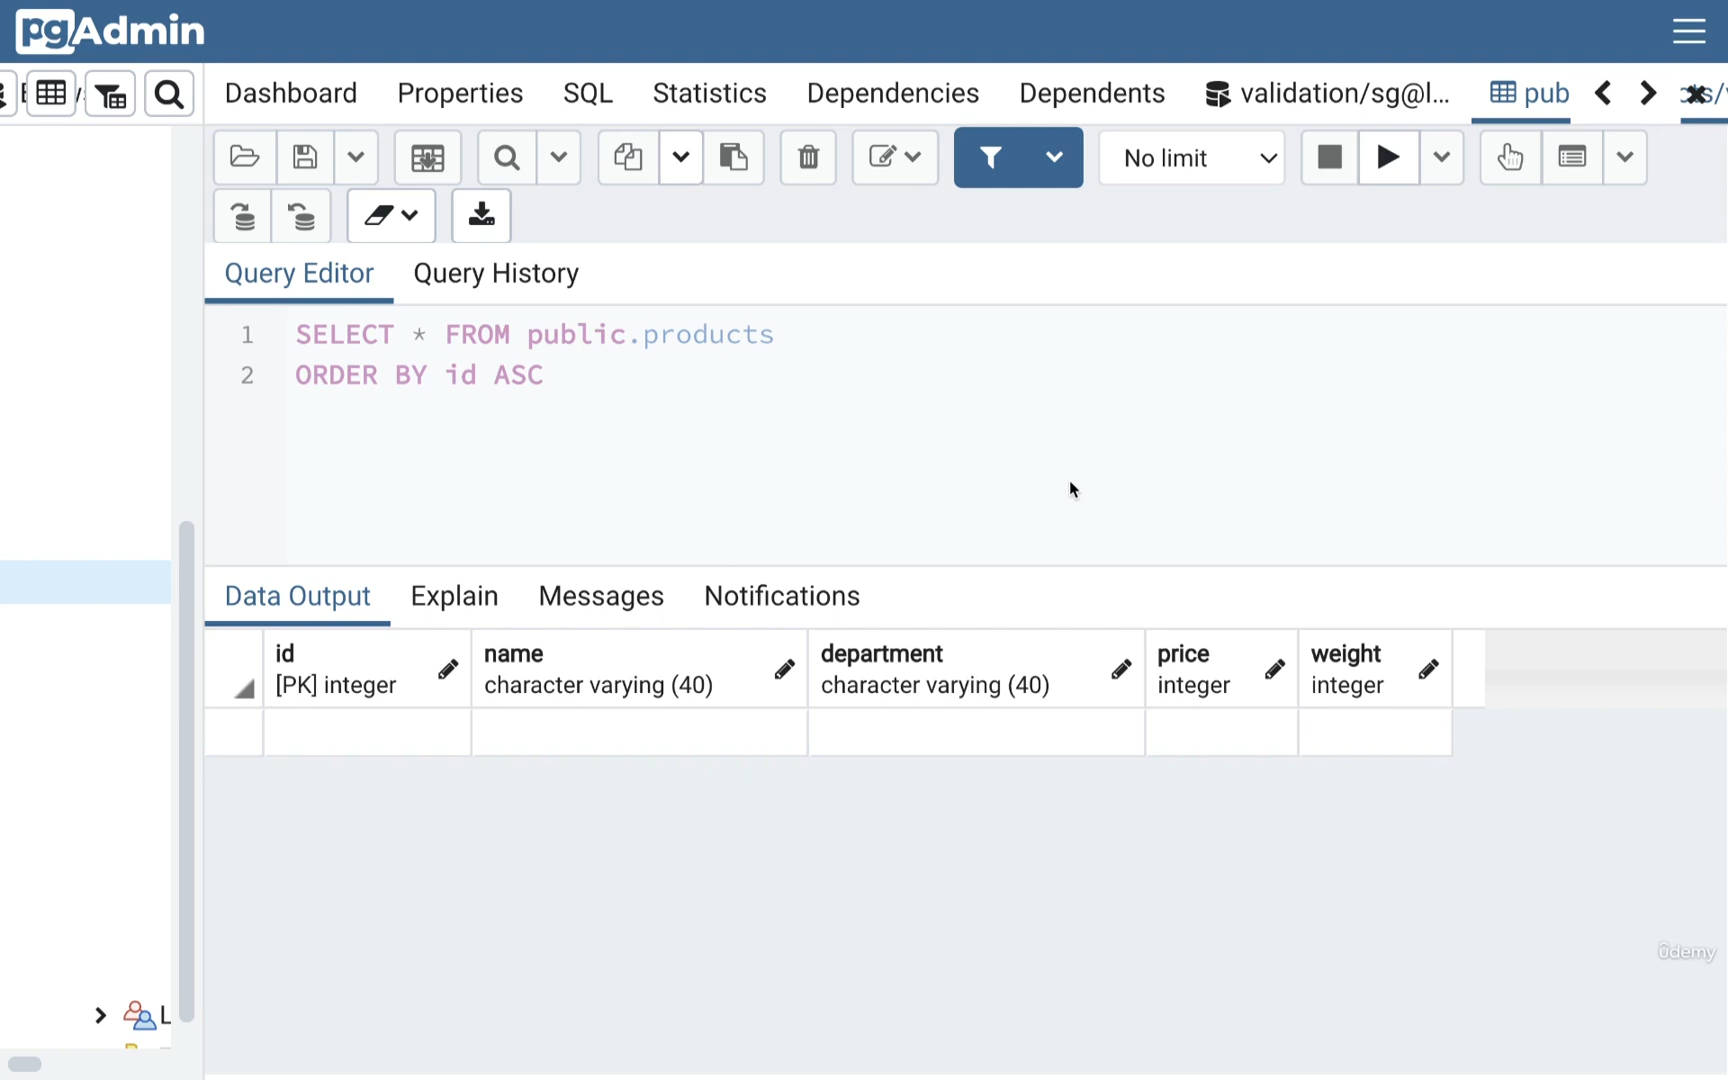 pgAdmin
Dashboard Properties SQL Statistics Dependencies Dependents validation/sg@l... pub
No limit
Query Editor Query History
1 SELECT * FROM public.products
2 ORDER BY id ASC
Data Output Explain Messages Notifications
id name department price weight
[PK] integer character varying (40) character varying (40) integer integer
ûdemy
L